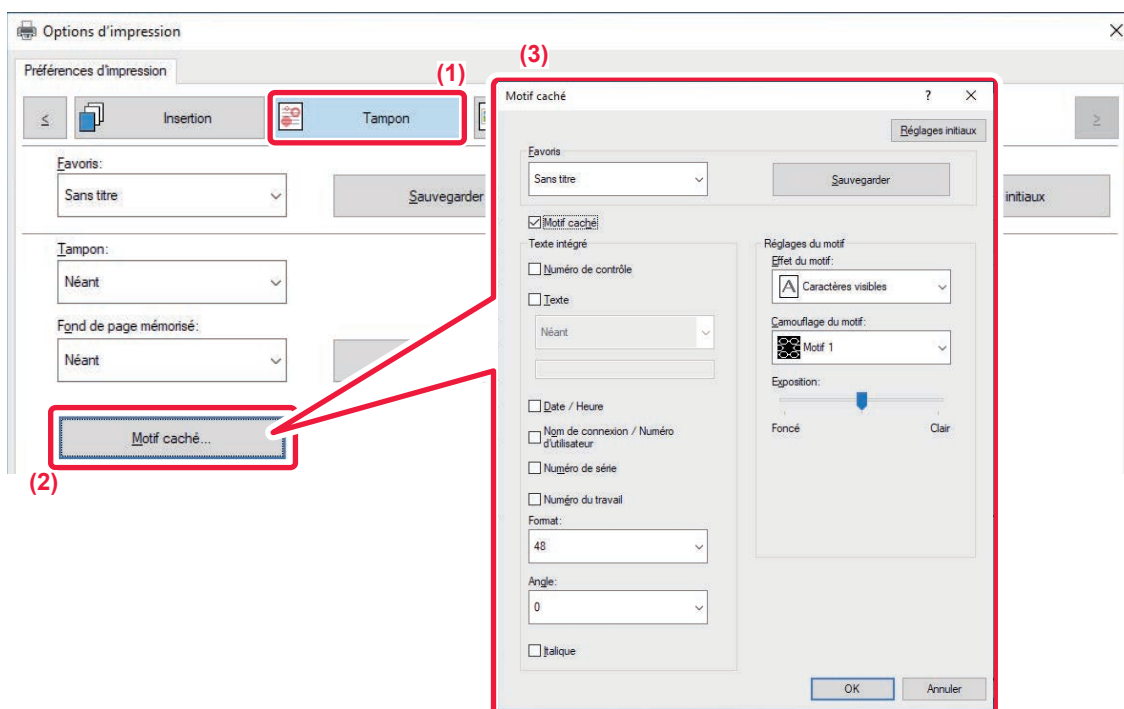 Options d'impression
Préférences d'impression
(1)
(3)
<
Insertion
Tampon
>
Favoris:
Sans titre
Sauvegarder
initiaux
Tampon:
Néant
Fond de page mémorisé:
Néant
Motif caché...
(2)
Motif caché
?
Réglages initiaux
Favoris
Sans titre
Sauvegarder
Motif caché
Texte intégré
Numéro de contrôle
Texte
Néant
Date / Heure
Nom de connexion / Numéro
d'utilisateur
Numéro de série
Numéro du travail
Format:
48
Angle:
0
Italique
Réglages du motif
Effet du motif:
A
Caractères visibles
Camouflage du motif:
Motif 1
Exposition:
Foncé
Clair
OK
Annuler